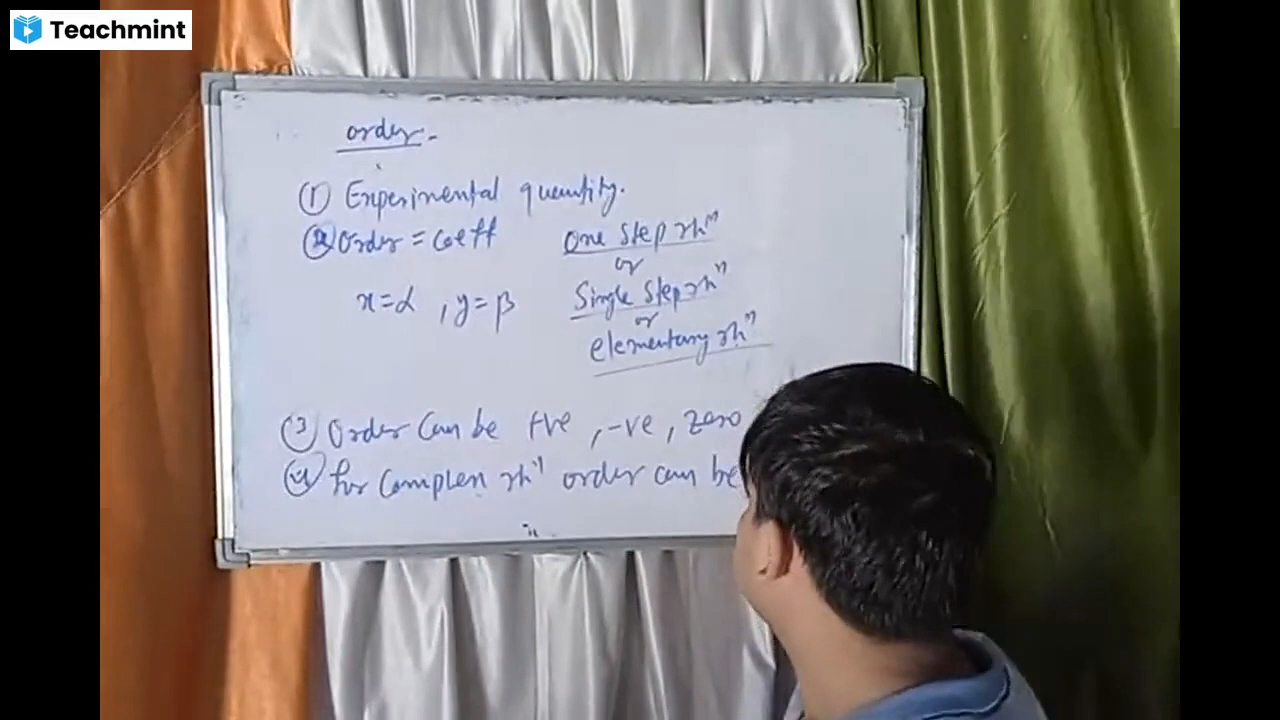 Teachmint
order.-
① Experimental quantity.
② Order = Coeff One Step rxⁿ
or
x=α , y=β Single Step rxⁿ
or
elementary rxⁿ
③ Order Can be +ve , -ve , zero
④ for Complex rxⁿ order can be